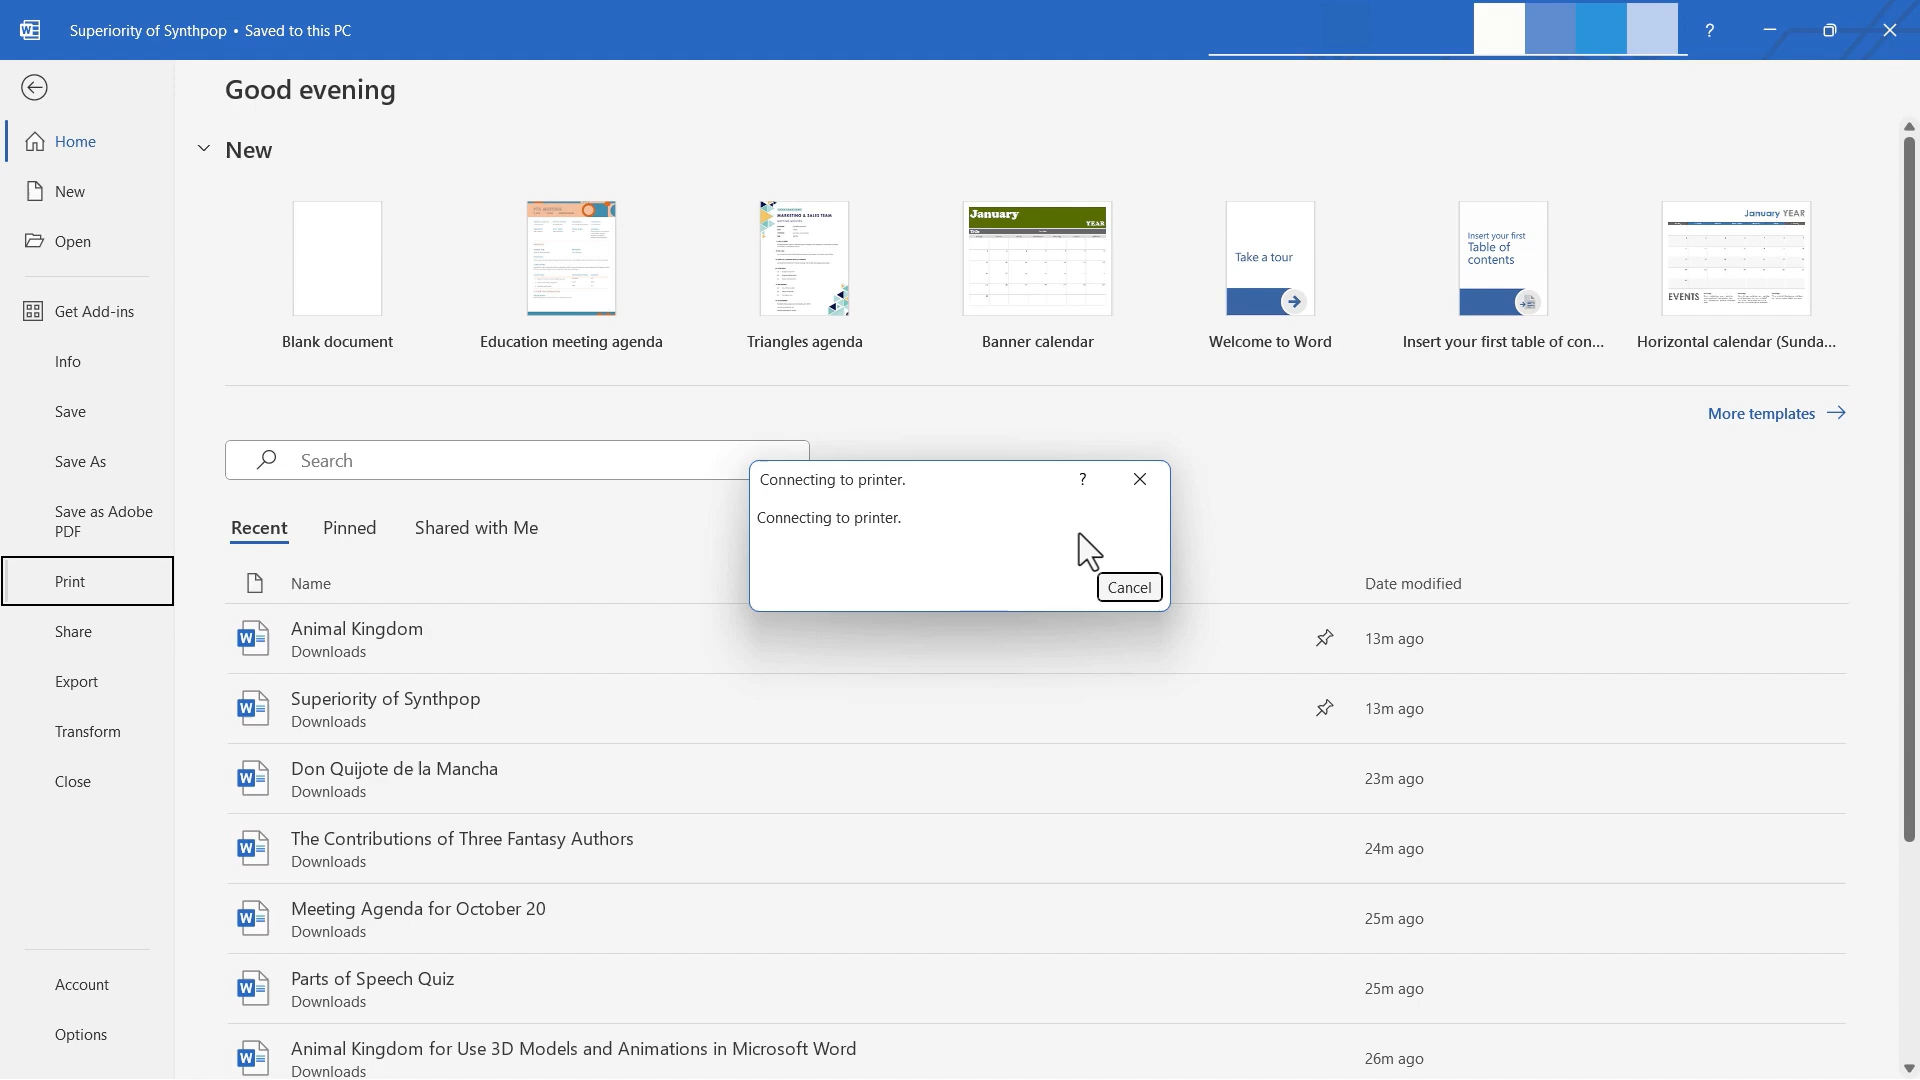 Superiority of Synthpop • Saved to this PC
?
Good evening
Home
New
New
Open
January
YEAR
Take a tour
Insert your first
Table of
contents
January YEAR
EVENTS
MARKETING & SALES TEAM
Get Add-ins
Blank document
Education meeting agenda
Triangles agenda
Banner calendar
Welcome to Word
Insert your first table of con...
Horizontal calendar (Sunda...
Info
Save
More templates
Save As
Search
Connecting to printer.
?
Connecting to printer.
Cancel
Save as Adobe
PDF
Recent
Pinned
Shared with Me
Print
Name
Date modified
Share
Animal Kingdom
Downloads
13m ago
Export
Superiority of Synthpop
Downloads
13m ago
Transform
Close
Don Quijote de la Mancha
Downloads
23m ago
The Contributions of Three Fantasy Authors
Downloads
24m ago
Meeting Agenda for October 20
Downloads
25m ago
Account
Parts of Speech Quiz
Downloads
25m ago
Options
Animal Kingdom for Use 3D Models and Animations in Microsoft Word
Downloads
26m ago